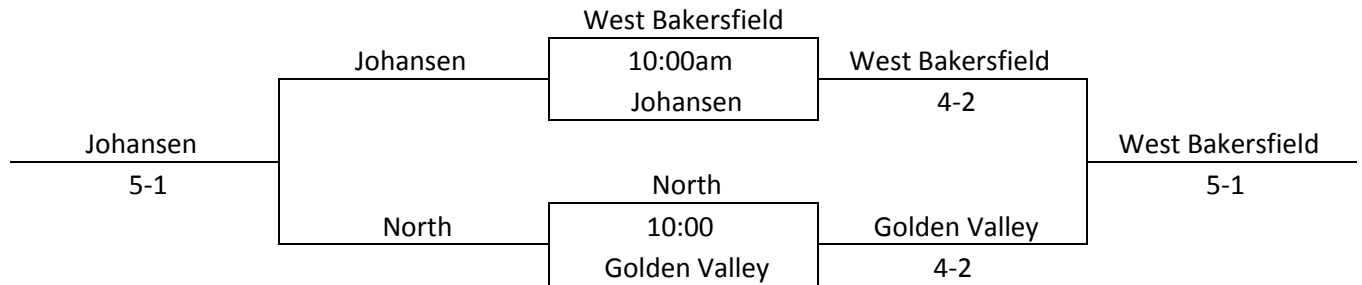 West Bakersfield
Johansen 10:00am West Bakersfield
Johansen 4-2
Johansen West Bakersfield
5-1 North 5-1
North 10:00 Golden Valley
Golden Valley 4-2